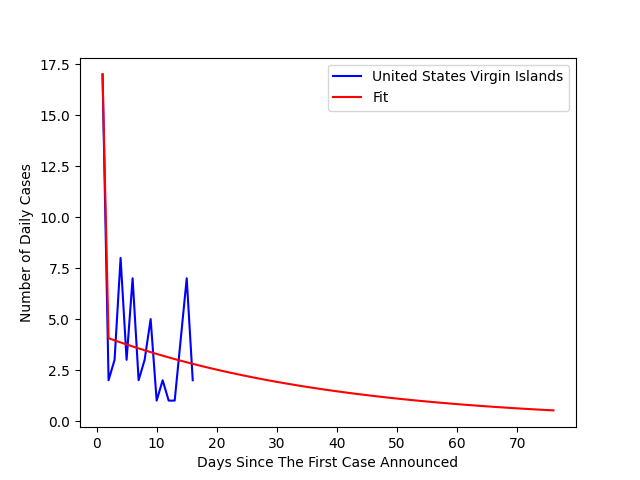 17.5
15.0
12.5
10.0
7.5
5.0
2.5
0.0
Number of Daily Cases
United States Virgin Islands
Fit
0 10 20 30 40 50 60 70
Days Since The First Case Announced